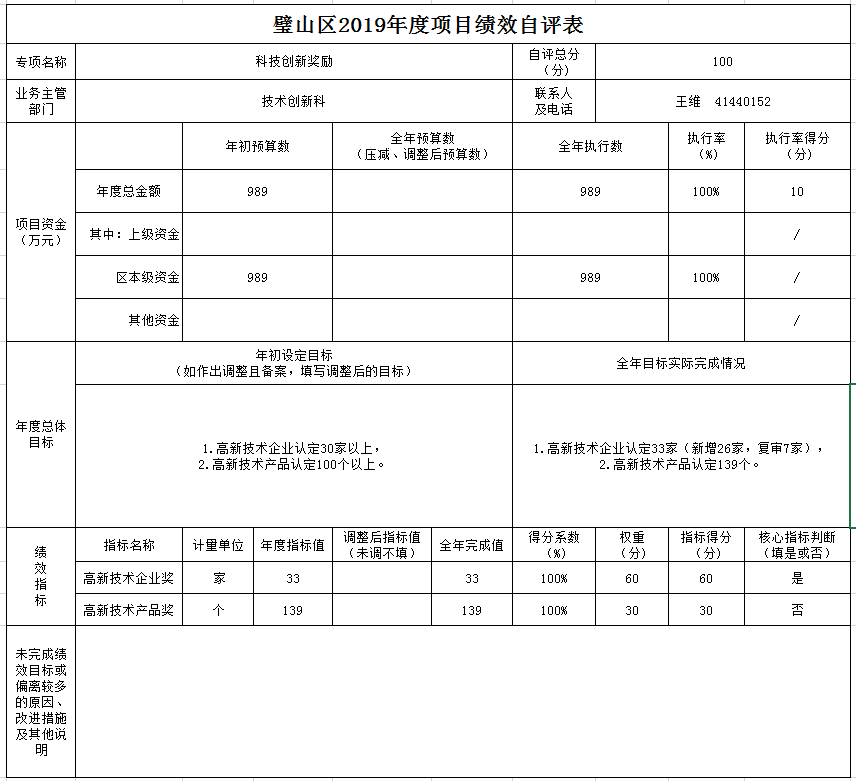 璧山区2019年度项目绩效自评表
专项名称
科技创新奖励
自评总分
（分）
100
业务主管
部门
技术创新科
联系人
及电话
王维 41440152
项目资金
（万元）
年初预算数
全年预算数
（压减、调整后预算数）
全年执行数
执行率
（%）
执行率得分
（分）
年度总金额
989
989
100%
10
其中：上级资金
/
区本级资金
989
989
100%
/
其他资金
/
年度总体
目标
年初设定目标
（如作出调整且备案，填写调整后的目标）
全年目标实际完成情况
1.高新技术企业认定30家以上，
2.高新技术产品认定100个以上。
1.高新技术企业认定33家（新增26家，复审7家），
2.高新技术产品认定139个。
绩
效
指
标
指标名称
计量单位
年度指标值
调整后指标值
（未调不填）
全年完成值
得分系数
（%）
权重
（分）
指标得分
（分）
核心指标判断
（填是或否）
高新技术企业奖
家
33
33
100%
60
60
是
高新技术产品奖
个
139
139
100%
30
30
否
未完成绩
效目标或
偏离较多
的原因、
改进措施
及其他说
明